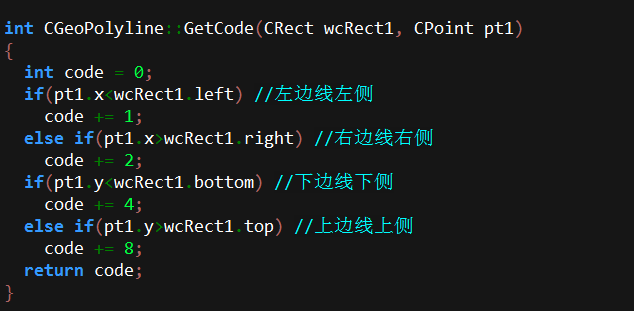 int CGeoPolyline::GetCode(CRect wcRect1, CPoint pt1)
{
  int code = 0;
  if(pt1.x<wcRect1.left) //左边线左侧
    code += 1;
  else if(pt1.x>wcRect1.right) //右边线右侧
    code += 2;
  if(pt1.y<wcRect1.bottom) //下边线下侧
    code += 4;
  else if(pt1.y>wcRect1.top) //上边线上侧
    code += 8;
  return code;
}